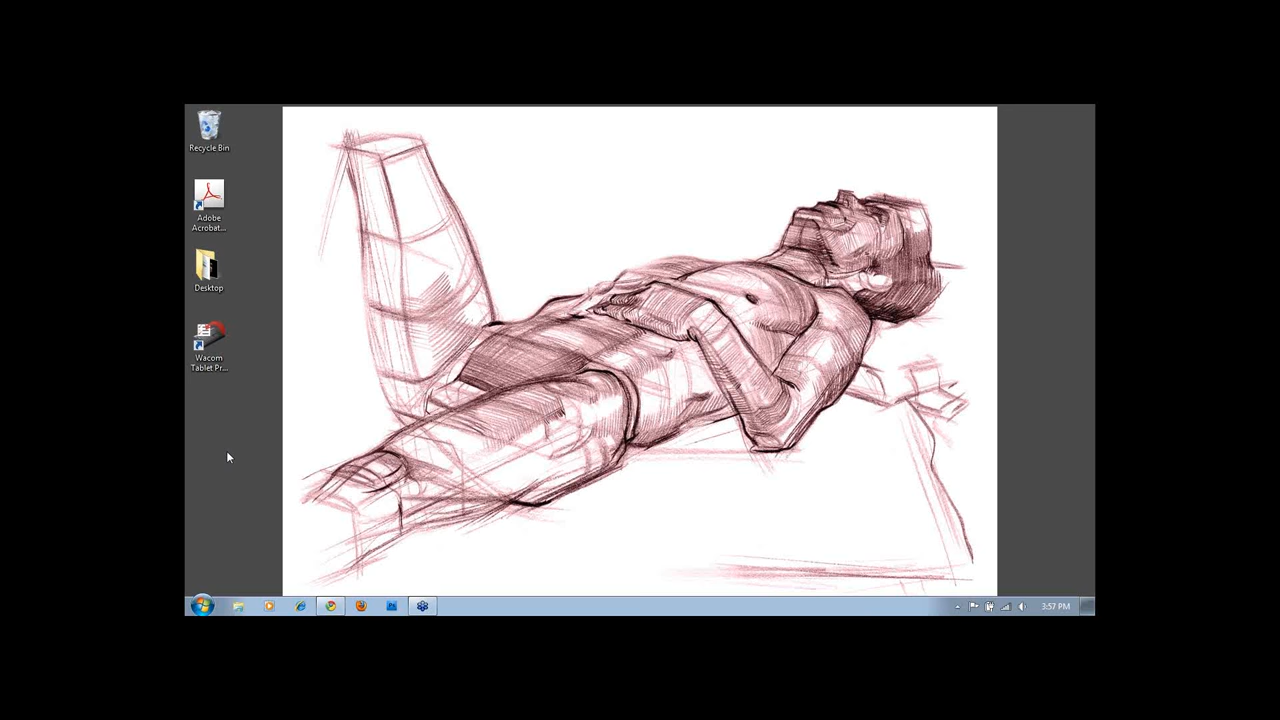 Recycle Bin
Adobe
Acrobat...
Desktop
Wacom
Tablet Pr...
3:57 PM